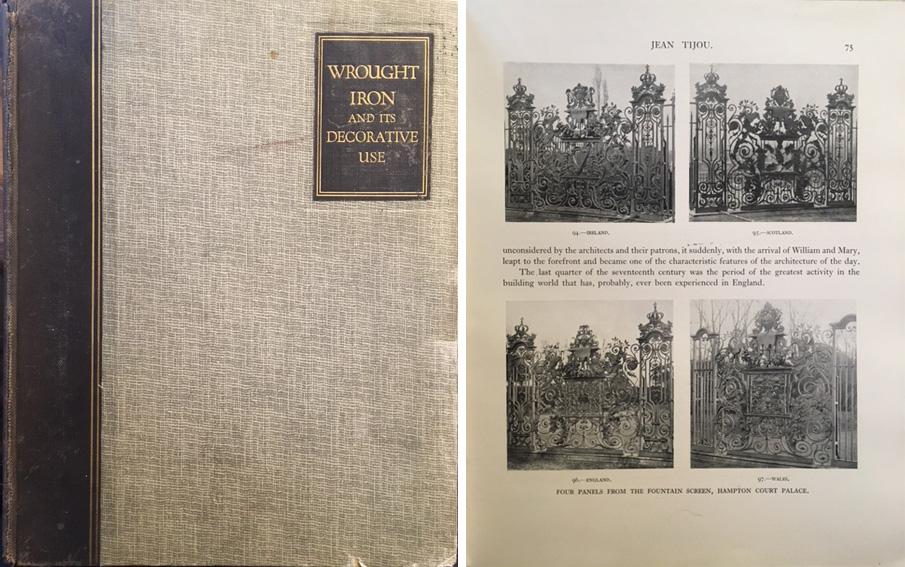 WROUGHT
IRON
AND ITS
DECORATIVE
USE
JEAN TIJOU.
75
94.—IRELAND.
95.—SCOTLAND.
unconsidered by the architects and their patrons, it suddenly, with the arrival of William and Mary,
leapt to the forefront and became one of the characteristic features of the architecture of the day.
The last quarter of the seventeenth century was the period of the greatest activity in the
building world that has, probably, ever been experienced in England.
96.—ENGLAND.
97.—WALES.
FOUR PANELS FROM THE FOUNTAIN SCREEN, HAMPTON COURT PALACE.